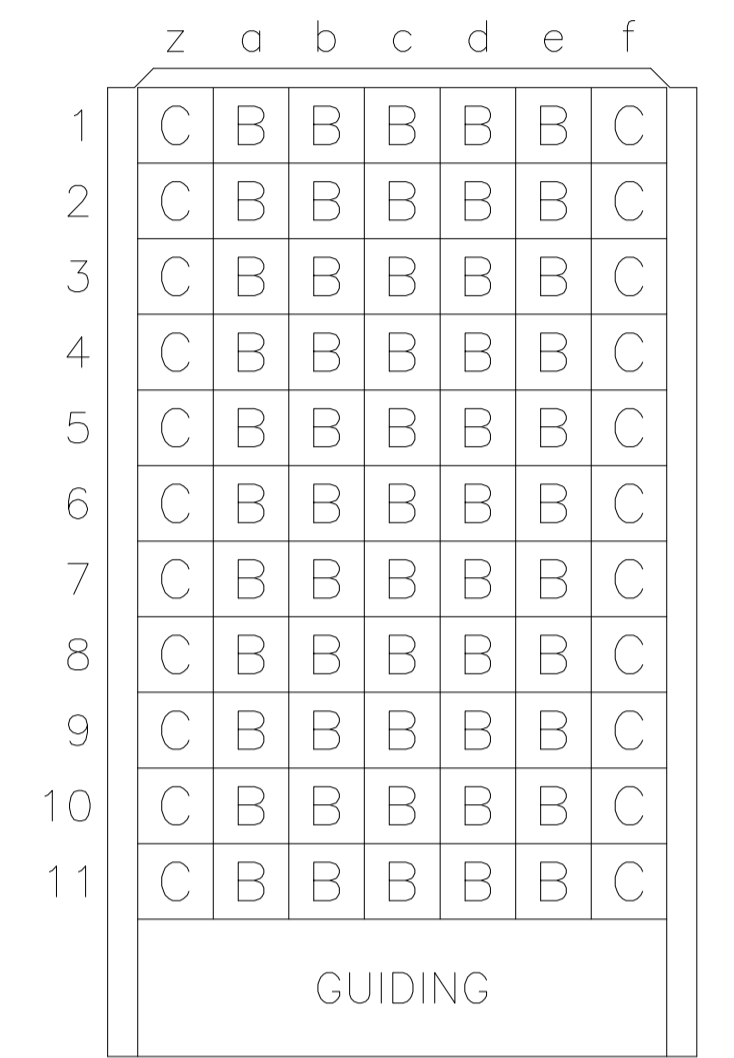 z a b c d e f
1 C B B B B B C
2 C B B B B B C
3 C B B B B B C
4 C B B B B B C
5 C B B B B B C
6 C B B B B B C
7 C B B B B B C
8 C B B B B B C
9 C B B B B B C
10 C B B B B B C
11 C B B B B B C
GUIDING